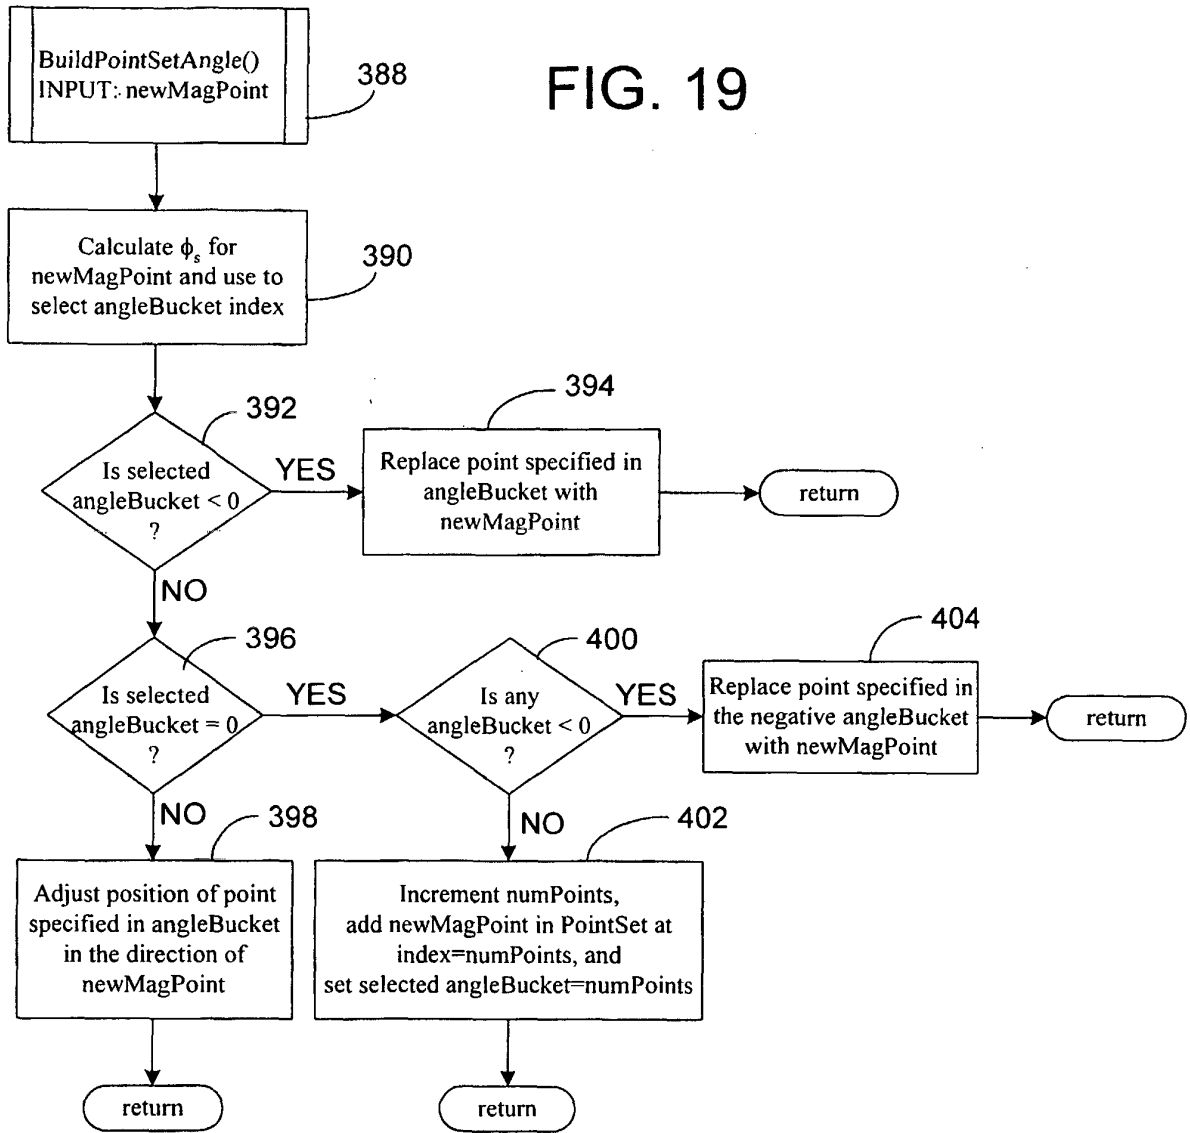 BuildPointSetAngle()
INPUT: newMagPoint
388
FIG. 19
Calculate ϕs for
newMagPoint and use to
select angleBucket index
390
392
Is selected
angleBucket < 0
?
YES
394
Replace point specified in
angleBucket with
newMagPoint
return
NO
396
Is selected
angleBucket = 0
?
YES
400
Is any
angleBucket < 0
?
YES
404
Replace point specified in
the negative angleBucket
with newMagPoint
return
NO
398
Adjust position of point
specified in angleBucket
in the direction of
newMagPoint
return
NO
402
Increment numPoints,
add newMagPoint in PointSet at
index=numPoints, and
set selected angleBucket=numPoints
return